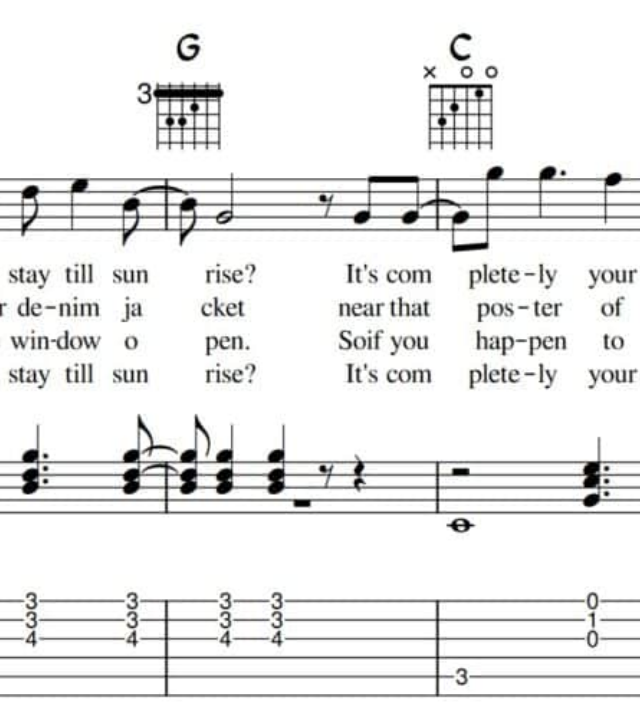 G C
3 x o o
stay till sun rise? It's com plete-ly your
r de-nim ja cket near that pos-ter of
win-dow o pen. Soif you hap-pen to
stay till sun rise? It's com plete-ly your
3 3 3 3 0
3 3 3 3 1
4 4 4 4 0
3